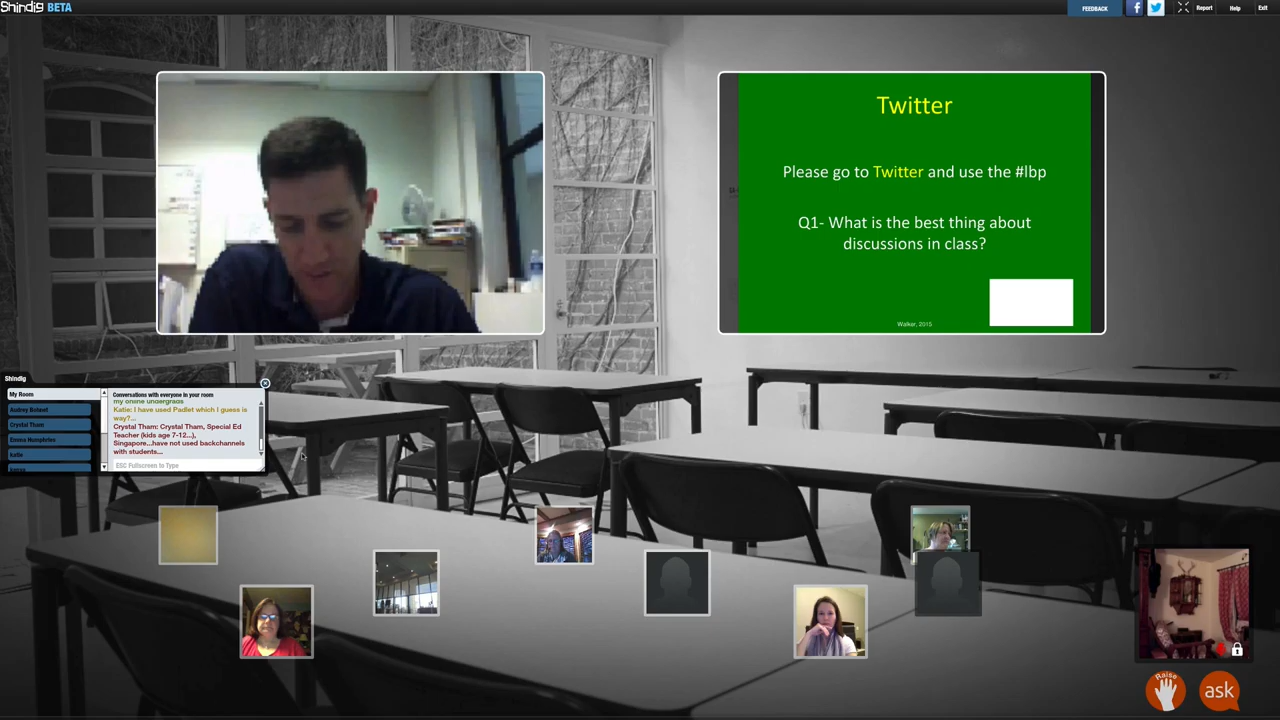 Shindig BETA
FEEDBACK
Report
Help
Exit
Twitter
Please go to Twitter and use the #lbp
Q1- What is the best thing about
discussions in class?
Walker, 2015
Shindig
My Room
Crystal Tham
Emma Humphries
katie
Conversations with everyone in your room
my online undergrads
Katie: I have used Padlet which I guess is
way?...
Crystal Tham: Crystal Tham, Special Ed
Teacher (kids age 7-12...),
Singapore...have not used backchannels
with students...
ESC Fullscreen to Type
Raise
ask